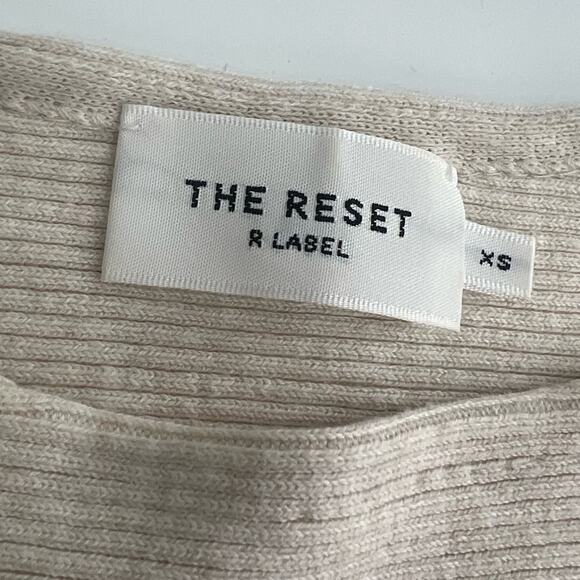 THE RESET
R LABEL
XS